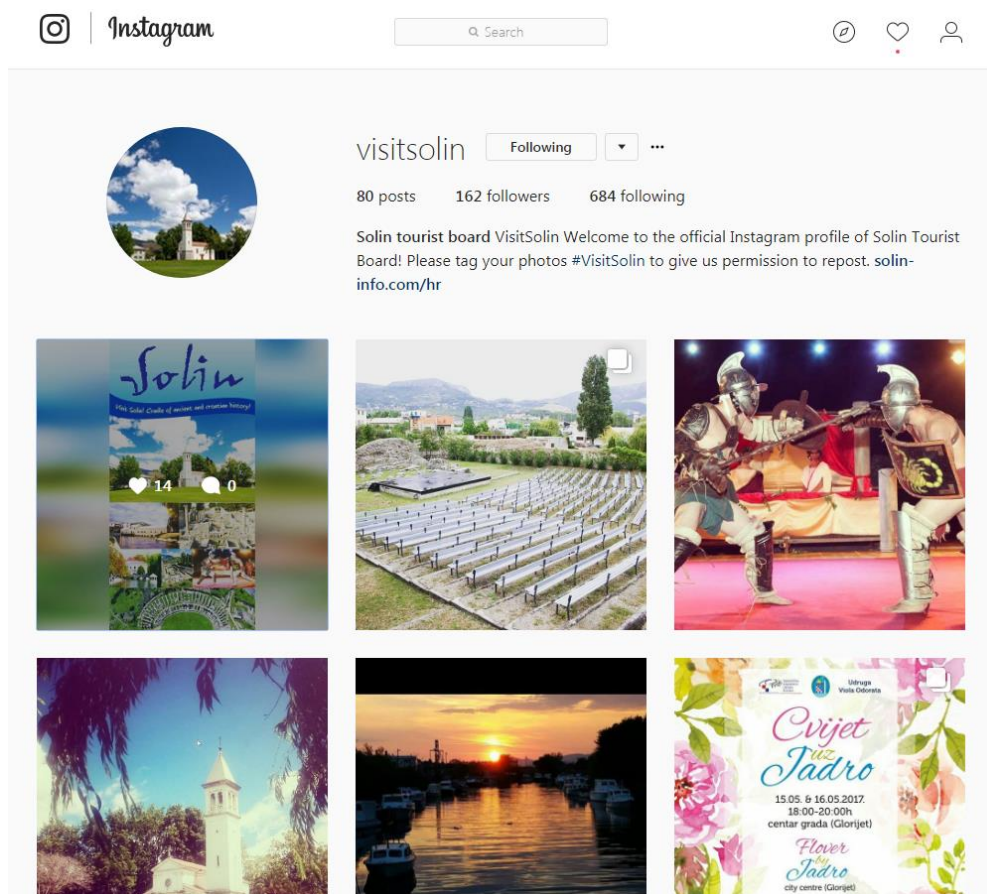 Instagram
Search
visitsolin Following
80 posts 162 followers 684 following
Solin tourist board VisitSolin Welcome to the official Instagram profile of Solin Tourist
Board! Please tag your photos #VisitSolin to give us permission to repost. solin-
info.com/hr
Solin
Visit Solin! Cradle of ancient and croatian history!
14 0
Udruga
Viola Odorata
Cvijet
uz
Jadro
15.05. & 16.05.2017.
18:00-20:00h
centar grada (Glorijet)
Flover
by
Jadro
city centre (Glorijet)